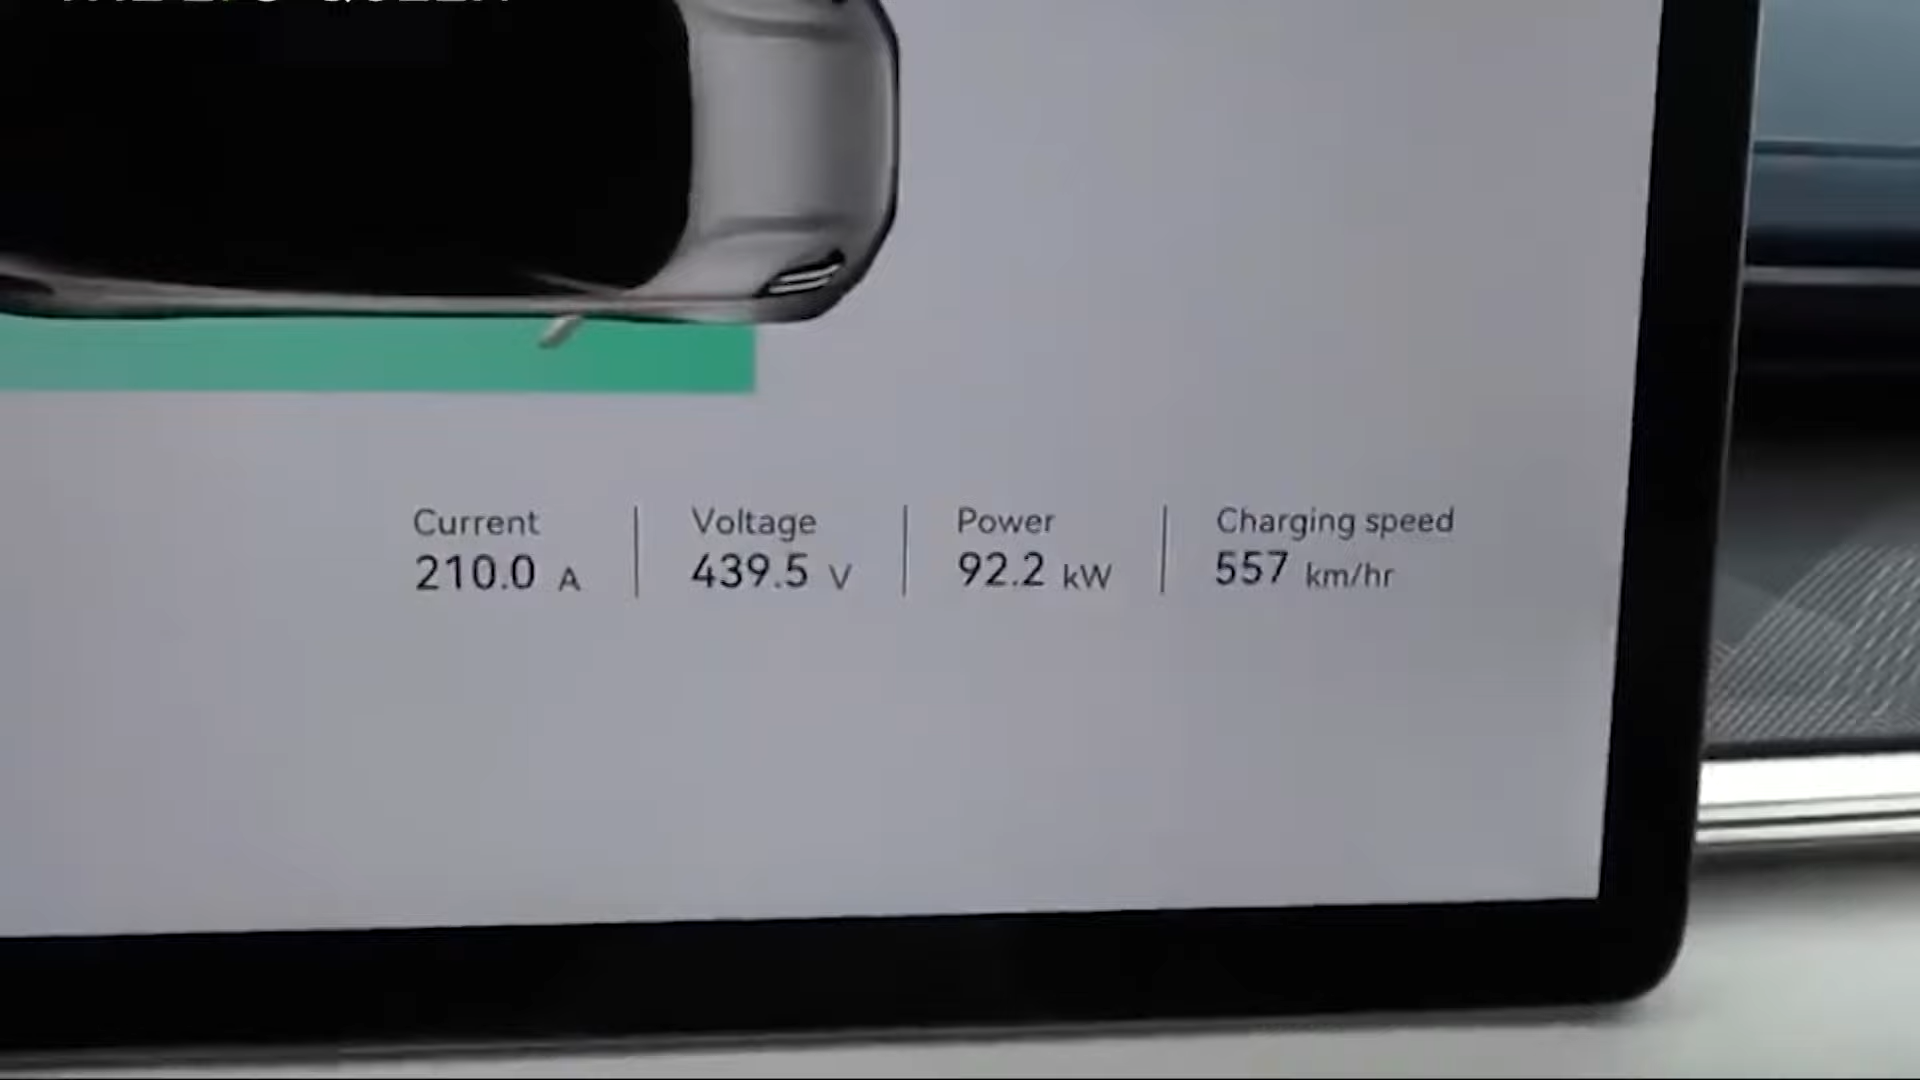 Current
210.0 A
Voltage
439.5 V
Power
92.2 kW
Charging speed
557 km/hr